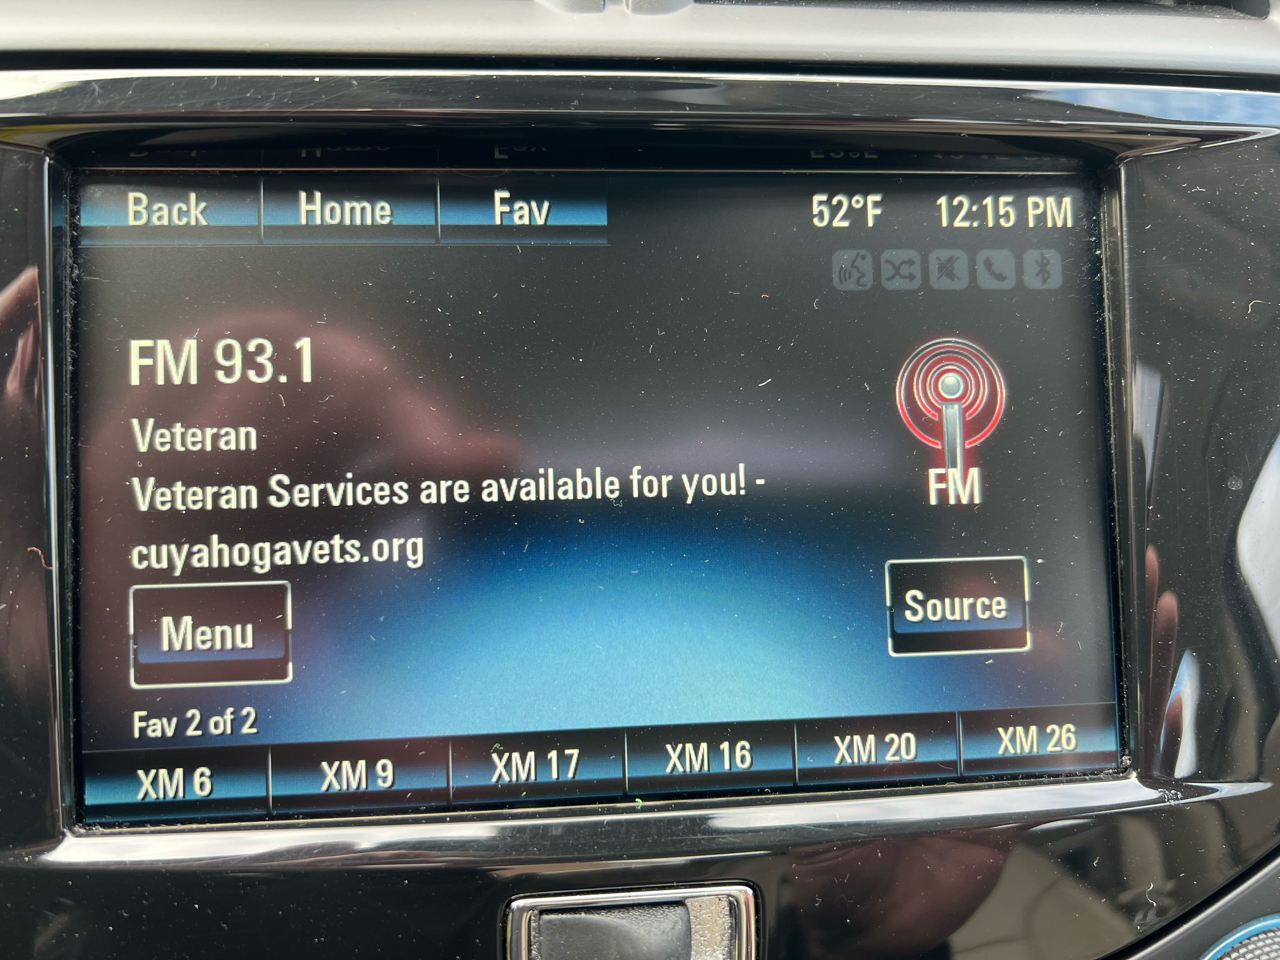 Back Home Fav 52°F 12:15 PM
FM 93.1
Veteran
Veteran Services are available for you! -
cuyahogavets.org
FM
Menu
Source
Fav 2 of 2
XM 6 XM 9 XM 17 XM 16 XM 20 XM 26